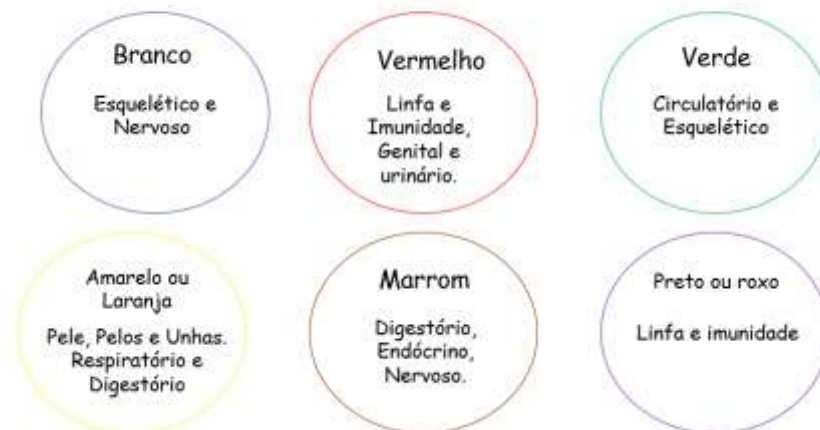 Branco
Esquelético e
Nervoso
Vermelho
Linfa e
Imunidade,
Genital e
urinário.
Verde
Circulatório e
Esquelético
Amarelo ou
Laranja
Pele, Pelos e Unhas.
Respiratório e
Digestório
Marrom
Digestório,
Endócrino,
Nervoso.
Preto ou roxo
Linfa e imunidade